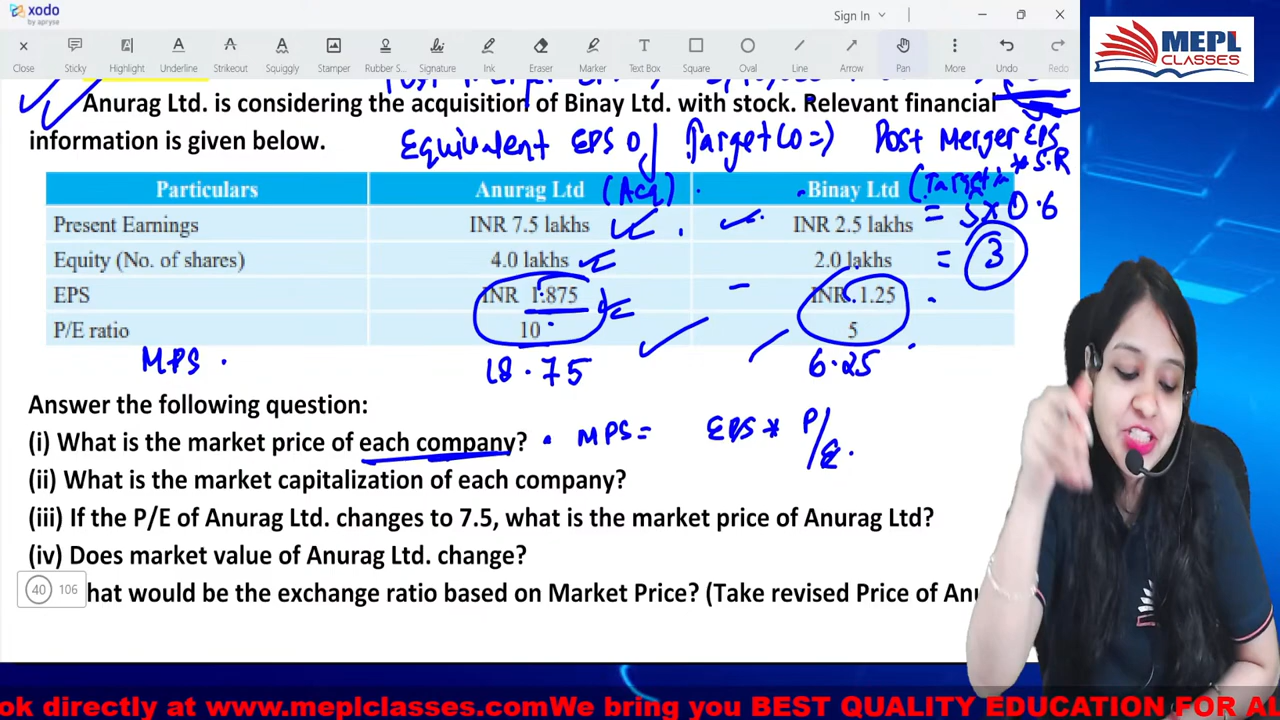 xodo
by apryse
Sign In
Close
Sticky
Highlight
Underline
Strikeout
Squiggly
Stamper
Rubber S...
Signature
Pen
Eraser
Marker
Text Box
Square
Oval
Line
Arrow
Pan
More
Undo
Redo
MEPL
CLASSES
Anurag Ltd. is considering the acquisition of Binay Ltd. with stock. Relevant financial
information is given below.
Equivalent EPS of Target Co => Post Merger EPS
* S.R
Particulars Anurag Ltd (Acq) Binay Ltd (Target)
= 5 x 0.6
Present Earnings INR 7.5 lakhs INR 2.5 lakhs
Equity (No. of shares) 4.0 lakhs 2.0 lakhs
= 3
EPS INR 1.875 INR 1.25
P/E ratio 10 5
MPS 18.75 6.25
Answer the following question:
(i) What is the market price of each company?
MPS = EPS * P/E
(ii) What is the market capitalization of each company?
(iii) If the P/E of Anurag Ltd. changes to 7.5, what is the market price of Anurag Ltd?
(iv) Does market value of Anurag Ltd. change?
40 106
hat would be the exchange ratio based on Market Price? (Take revised Price of Anu
ok directly at www.meplclasses.comWe bring you BEST QUALITY EDUCATION FOR AL